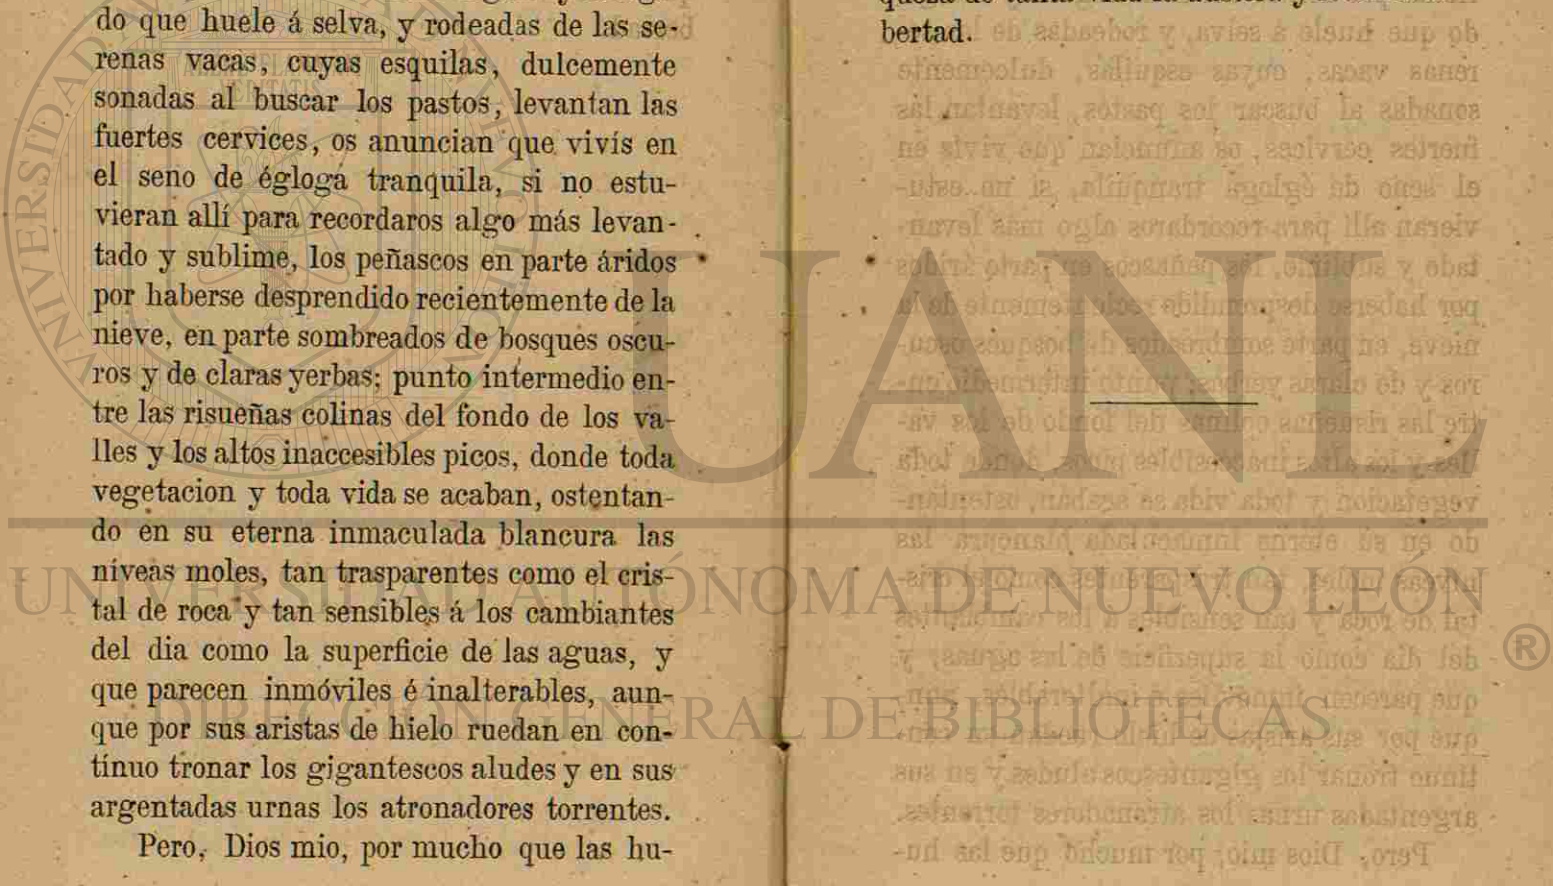 do que huele á selva, y rodeadas de las se-
renas vacas, cuyas esquilas, dulcemente
sonadas al buscar los pastos, levantan las
fuertes cervices, os anuncian que vivís en
el seno de égloga tranquila, si no estu-
vieran allí para recordaros algo más levan-
tado y sublime, los peñascos en parte áridos
por haberse desprendido recientemente de la
nieve, en parte sombreados de bosques oscu-
ros y de claras yerbas; punto intermedio en-
tre las risueñas colinas del fondo de los va-
lles y los altos inaccesibles picos, donde toda
vegetacion y toda vida se acaban, ostentan-
do en su eterna inmaculada blancura las
níveas moles, tan trasparentes como el cris-
tal de roca y tan sensibles á los cambiantes
del dia como la superficie de las aguas, y
que parecen inmóviles é inalterables, aun-
que por sus aristas de hielo ruedan en con-
tínuo tronar los gigantescos aludes y en sus
argentadas urnas los atronadores torrentes.
Pero, Dios mio, por mucho que las hu-
bertad.
UANL
UNIVERSIDAD AUTÓNOMA DE NUEVO LEÓN
®
DIRECCIÓN GENERAL DE BIBLIOTECAS